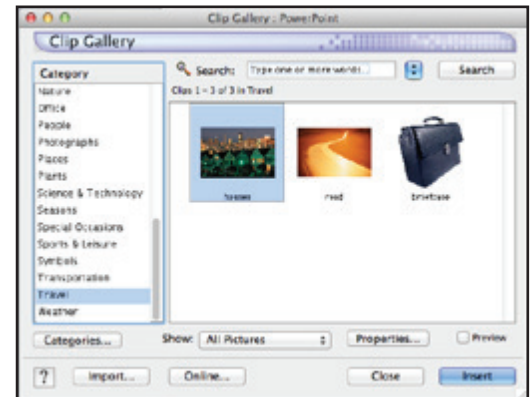 Clip Gallery : PowerPoint
Clip Gallery
Category
Search: Type one or more words...
Search
Clips 1 - 3 of 3 in Travel
Nature
Office
People
Photographs
Places
Plants
Science & Technology
Seasons
Special Occasions
Sports & Leisure
Symbols
Transportation
Travel
Weather
houses
road
briefcase
Categories...
Show: All Pictures
Properties...
Preview
?
Import...
Online...
Close
Insert